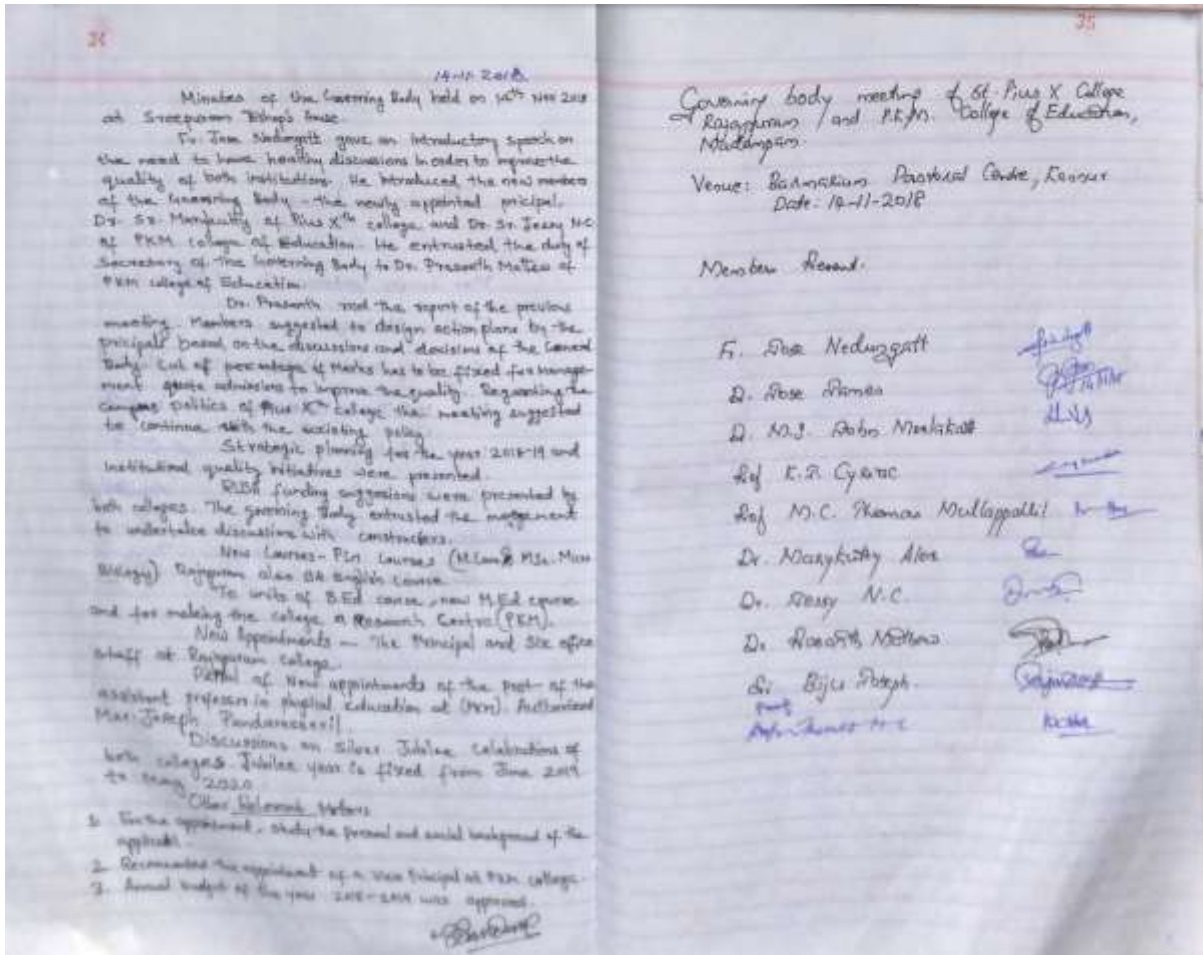 34
14-11-2018
Minutes of the Governing Body held on 14th Nov 2018
at Sreepuram Bishop's house
Fr. Jose Nedungatt gave an introductory speech on
the need to have healthy discussions in order to improve the
quality of both institutions. He introduced the new members
of the Governing Body - the newly appointed pricipal.
Dr. Sr. Marykutty of Pius Xth college and Dr. Sr. Jessy N.C
of PKM college of Education. He entrusted the duty of
Secretary of the Governing Body to Dr. Prasanth Mathew of
PKM college of Education.
Dr. Prasanth read the report of the previous
meeting. Members suggested to design action plans by the
principals based on the discussions and decisions of the General
Body. Cut of percentage of Marks has to be fixed for Manage-
ment quota admissions to improve the quality. Regarding the
campus politics of Pius Xth college the meeting suggested
to continue with the existing policy.
Strategic planning for the year 2018-19 and
institutional quality initiatives were presented.
RUSA funding suggestions were presented by
both colleges. The governing Body entrusted the
to undertake discussions with
New Courses - PG Courses (M.Com & MSc. Micro
Biology) Rajapuram also BA English course
To units of B.Ed course, new M.Ed course
and for making the college a Research Centre (PKM).
New Appointments — The Principal and Six office
staff at Rajapuram college.
of New appointments of the post of the
assistant professor in physical Education at (PKM). Authorized
Mar. Joseph Pandarasseril.
Discussions on Silver Jubilee Celebrations of
both colleges. Jubilee year is fixed from June 2019
to May 2020
Other Relevant Matters
1. For the appointment, study the personal and social background of the
applicant.
2. Recommended the appointment of a Vice Principal at PKM college
3. Annual budget of the year 2018-2019 was approved.
35
Governing body meeting of St. Pius X College
Rajapuram and P.K.M. College of Education,
Madampam.
Venue: Pastoral Centre, Kannur
Date: 14-11-2018
Members Present.
Fr. Jose Nedungatt
Dr. Jose James
Dr. M.J. John
Prof K.P. Cyriac
Prof M.C. Thomas Mullappallil
Dr. Marykutty Alex
Dr. Jessy N.C.
Dr. Prasanth Mathew
Sri Biju Joseph